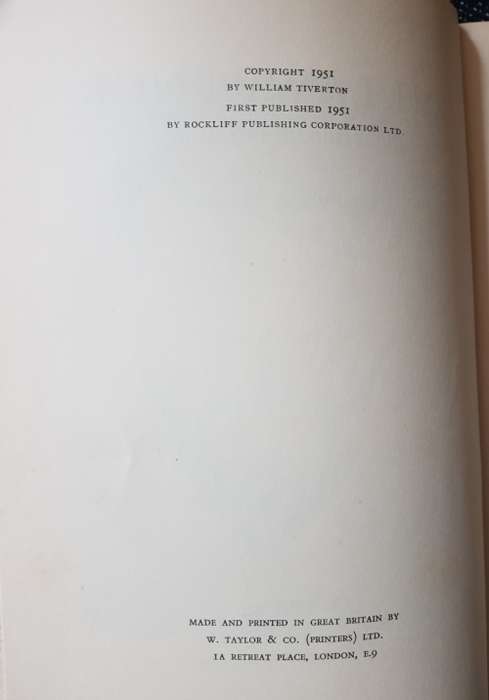 COPYRIGHT 1951
BY WILLIAM TIVERTON
FIRST PUBLISHED 1951
BY ROCKLIFF PUBLISHING CORPORATION LTD.
MADE AND PRINTED IN GREAT BRITAIN BY
W. TAYLOR & CO. (PRINTERS) LTD.
1A RETREAT PLACE, LONDON, E.9